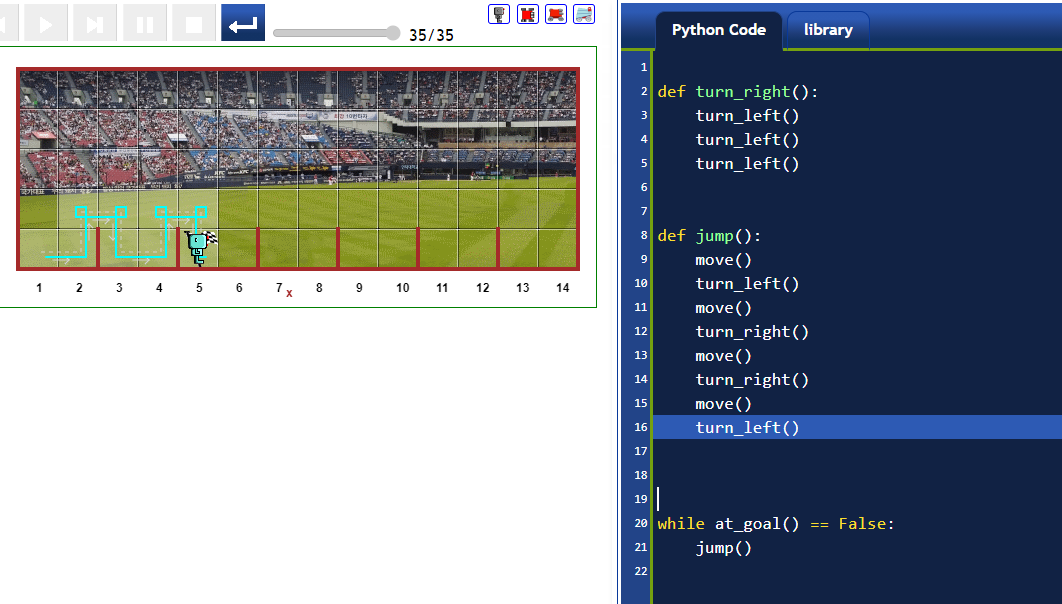 35/35
1 2 3 4 5 6 7 x 8 9 10 11 12 13 14
Python Code
library
1
2 def turn_right():
3     turn_left()
4     turn_left()
5     turn_left()
6
7
8 def jump():
9     move()
10     turn_left()
11     move()
12     turn_right()
13     move()
14     turn_right()
15     move()
16     turn_left()
17
18
19
20 while at_goal() == False:
21     jump()
22